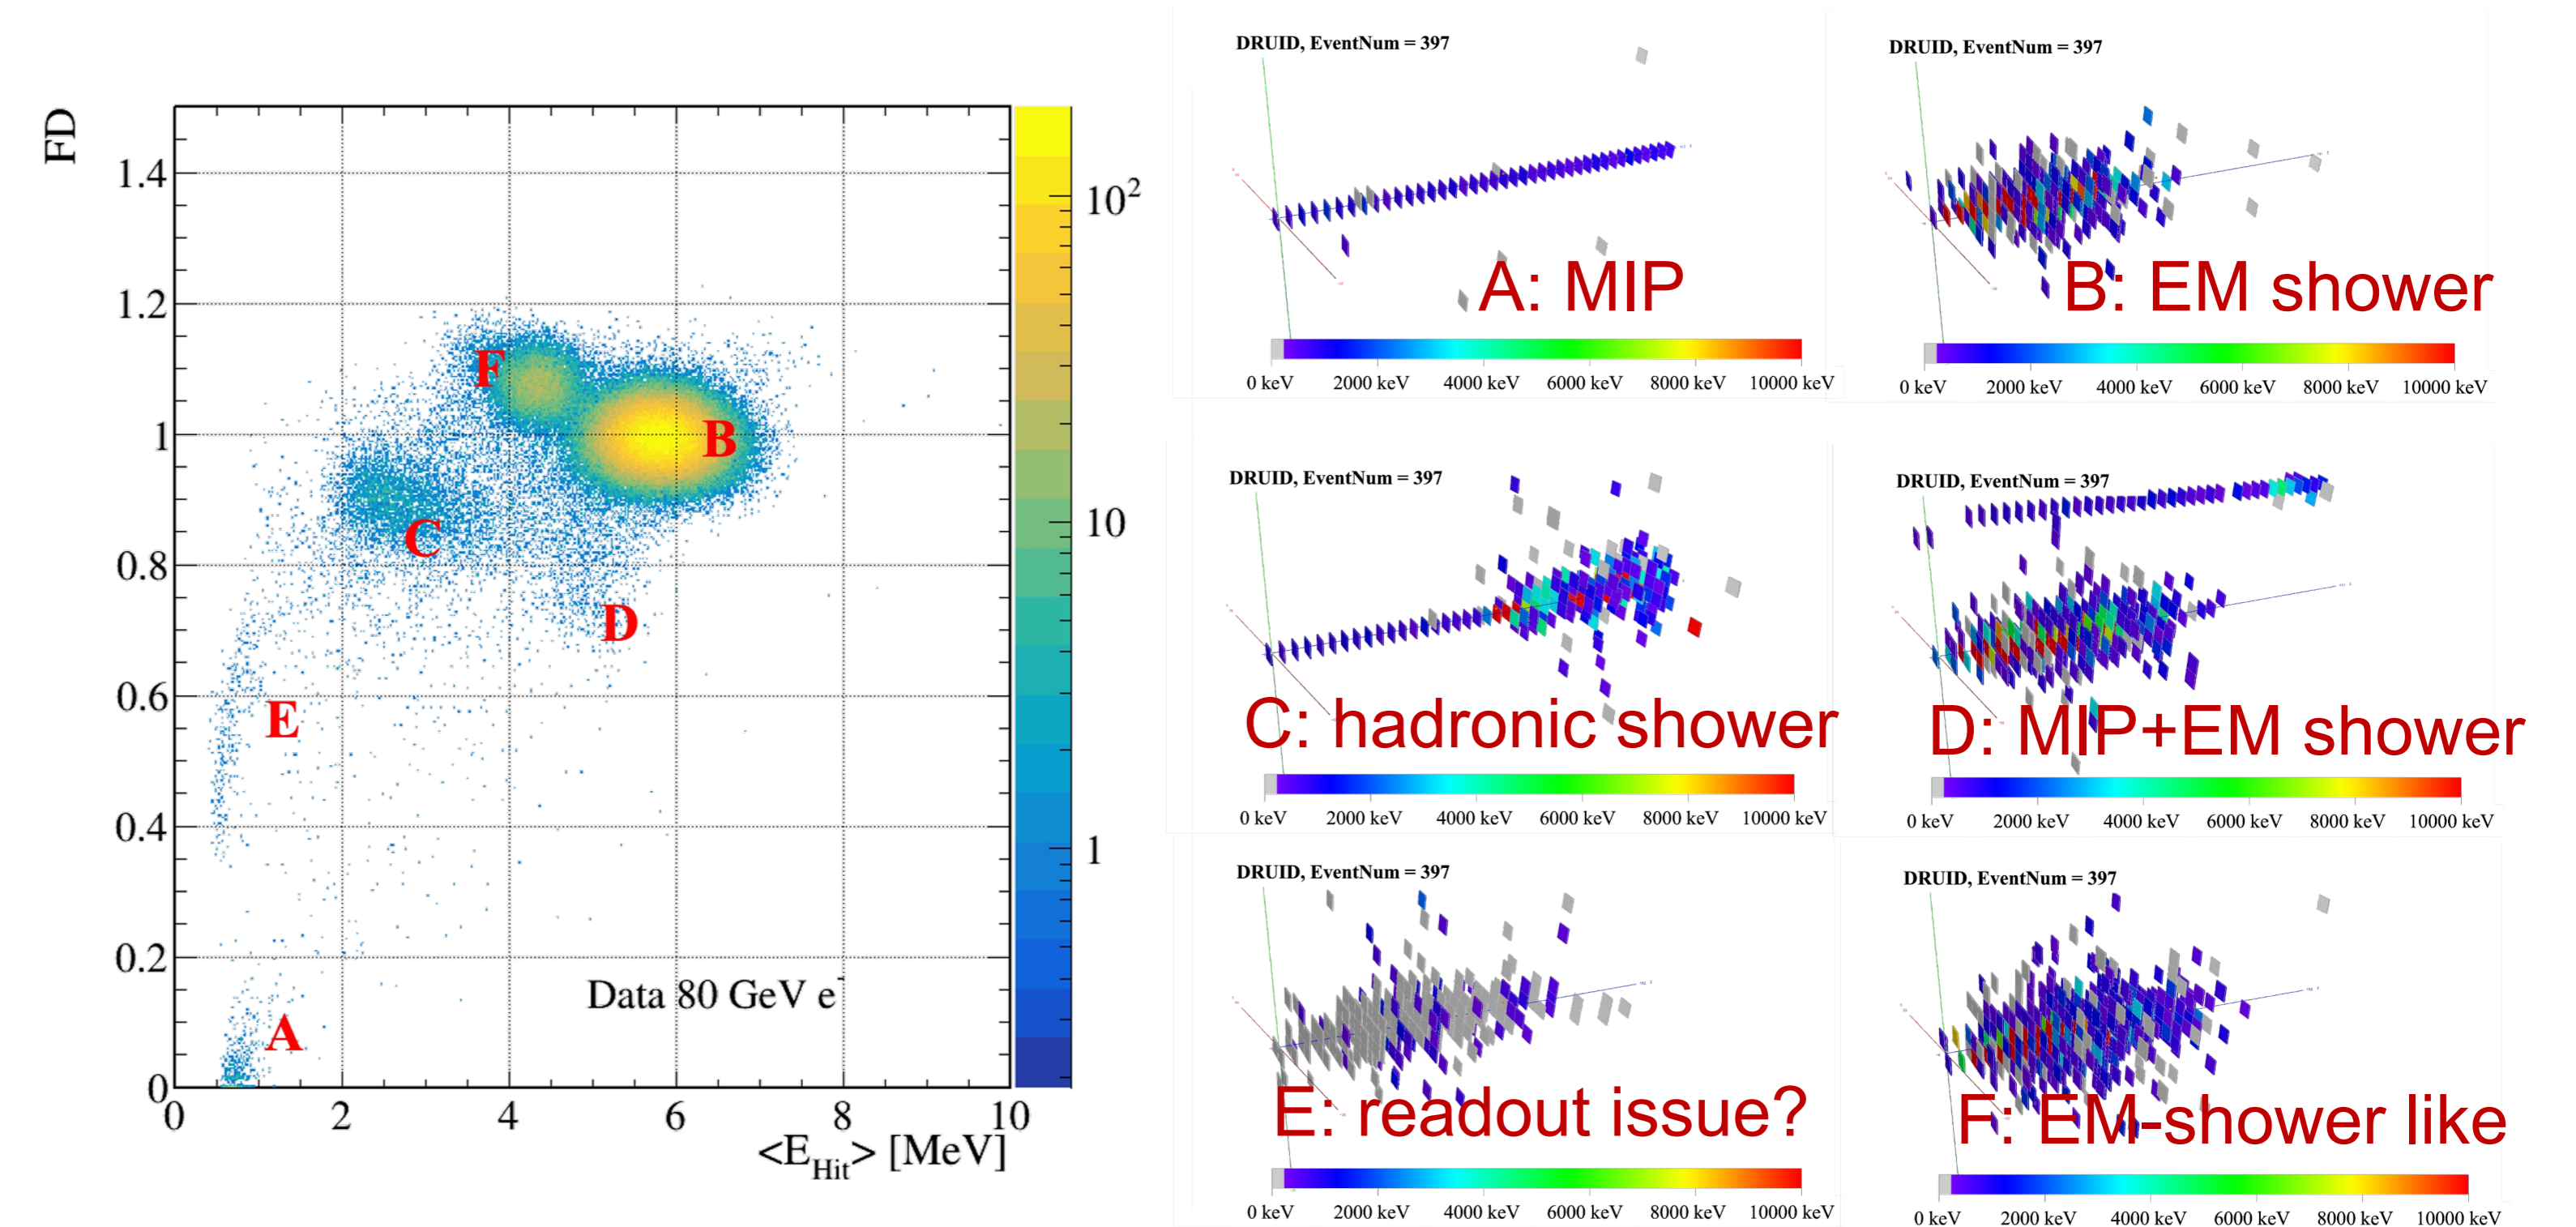 FD
1.4
1.2
1
0.8
0.6
0.4
0.2
0
0 2 4 6 8 10
<E_Hit> [MeV]
10²
10
1
F
B
C
D
E
A
Data 80 GeV e⁻
DRUID, EventNum = 397
A: MIP
0 keV 2000 keV 4000 keV 6000 keV 8000 keV 10000 keV
DRUID, EventNum = 397
B: EM shower
0 keV 2000 keV 4000 keV 6000 keV 8000 keV 10000 keV
DRUID, EventNum = 397
C: hadronic shower
0 keV 2000 keV 4000 keV 6000 keV 8000 keV 10000 keV
DRUID, EventNum = 397
D: MIP+EM shower
0 keV 2000 keV 4000 keV 6000 keV 8000 keV 10000 keV
DRUID, EventNum = 397
E: readout issue?
0 keV 2000 keV 4000 keV 6000 keV 8000 keV 10000 keV
DRUID, EventNum = 397
F: EM-shower like
0 keV 2000 keV 4000 keV 6000 keV 8000 keV 10000 keV